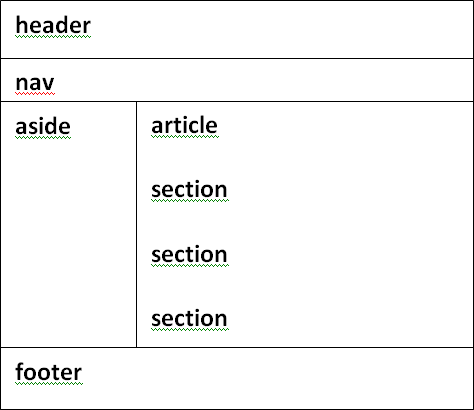 header
nav
aside
article
section
section
section
footer